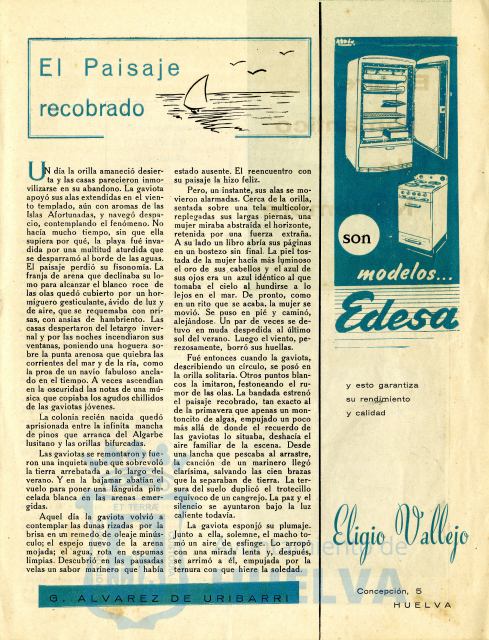 El Paisaje
recobrado
UN día la orilla amaneció desier-
ta y las casas parecieron inmo-
vilizarse en su abandono. La gaviota
apoyó sus alas extendidas en el vien-
to templado, aún con aromas de las
Islas Afortunadas, y navegó despa-
cio, contemplando el fenómeno. No
hacía mucho tiempo, sin que ella
supiera por qué, la playa fué inva-
dida por una multitud aturdida que
se desparramó al borde de las aguas.
El paisaje perdió su fisonomía. La
franja de arena que declinaba su lo-
mo para alcanzar el blanco roce de
las olas quedó cubierto por un hor-
miguero gesticulante, ávido de luz y
de aire, que se requemaba con pri-
sas, con ansias de hambriento. Las
casas despertaron del letargo inver-
nal y por las noches incendiaron sus
ventanas, poniendo una hoguera so-
bre la punta arenosa que quiebra las
corrientes del mar y de la ría, como
la proa de un navío fabuloso ancla-
do en el tiempo. A veces ascendían
en la oscuridad las notas de una mú-
sica que copiaba los agudos chillidos
de las gaviotas jóvenes.
La colonia recién nacida quedó
aprisionada entre la infinita mancha
de pinos que arranca del Algarbe
lusitano y las orillas bifurcadas.
Las gaviotas se remontaron y fue-
ron una inquieta nube que sobrevoló
la tierra arrebatada a lo largo del
verano. Y en la bajamar abatían el
vuelo para poner una lánguida pin-
celada blanca en las arenas emer-
gidas.
Aquel día la gaviota volvió a
contemplar las dunas rizadas por la
brisa en un remedo de oleaje minús-
culo; el espejo nuevo de la arena
mojada; el agua, rota en espumas
limpias. Descubrió en las pausadas
velas un sabor marinero que había
estado ausente. El reencuentro con
su paisaje la hizo feliz.
Pero, un instante, sus alas se mo-
vieron alarmadas. Cerca de la orilla,
sentada sobre una tela multicolor,
replegadas sus largas piernas, una
mujer miraba abstraída el horizonte,
retenida por una fuerza extraña.
A su lado un libro abría sus páginas
en un bostezo sin final. La piel tos-
tada de la mujer hacía más luminoso
el oro de sus cabellos y el azul de
sus ojos era un azul idéntico al que
tomaba el cielo al hundirse a lo
lejos en el mar. De pronto, como
en un rito que se acaba, la mujer se
movió. Se puso en pié y caminó,
alejándose. Un par de veces se de-
tuvo en muda despedida al último
sol del verano. Luego el viento, pe-
rezosamente, borró sus huellas.
Fué entonces cuando la gaviota,
describiendo un círculo, se posó en
la orilla solitaria. Otros puntos blan-
cos la imitaron, festoneando el ru-
mor de las olas. La bandada estrenó
el paisaje recobrado, tan exacto al
de la primavera que apenas un mon-
toncito de algas, empujado un poco
más allá de donde el recuerdo de
las gaviotas lo situaba, deshacía el
aire familiar de la escena. Desde
una lancha que pescaba al arrastre,
la canción de un marinero llegó
clarísima, salvando las cien brazas
que la separaban de tierra. La ter-
sura del suelo duplicó el trotecillo
equívoco de un cangrejo. La paz y el
silencio se ayuntaron bajo la luz
caliente todavía.
La gaviota esponjó su plumaje.
Junto a ella, solemne, el macho to-
mó un aire de esfinge. Lo arropó
con una mirada lenta y, después,
se arrimó a él, empujada por la
ternura con que hiere la soledad.
G. ALVAREZ DE URIBARRI
son
modelos...
Edesa
y esto garantiza
su rendimiento
y calidad
Eligio Vallejo
Concepción, 5
HUELVA